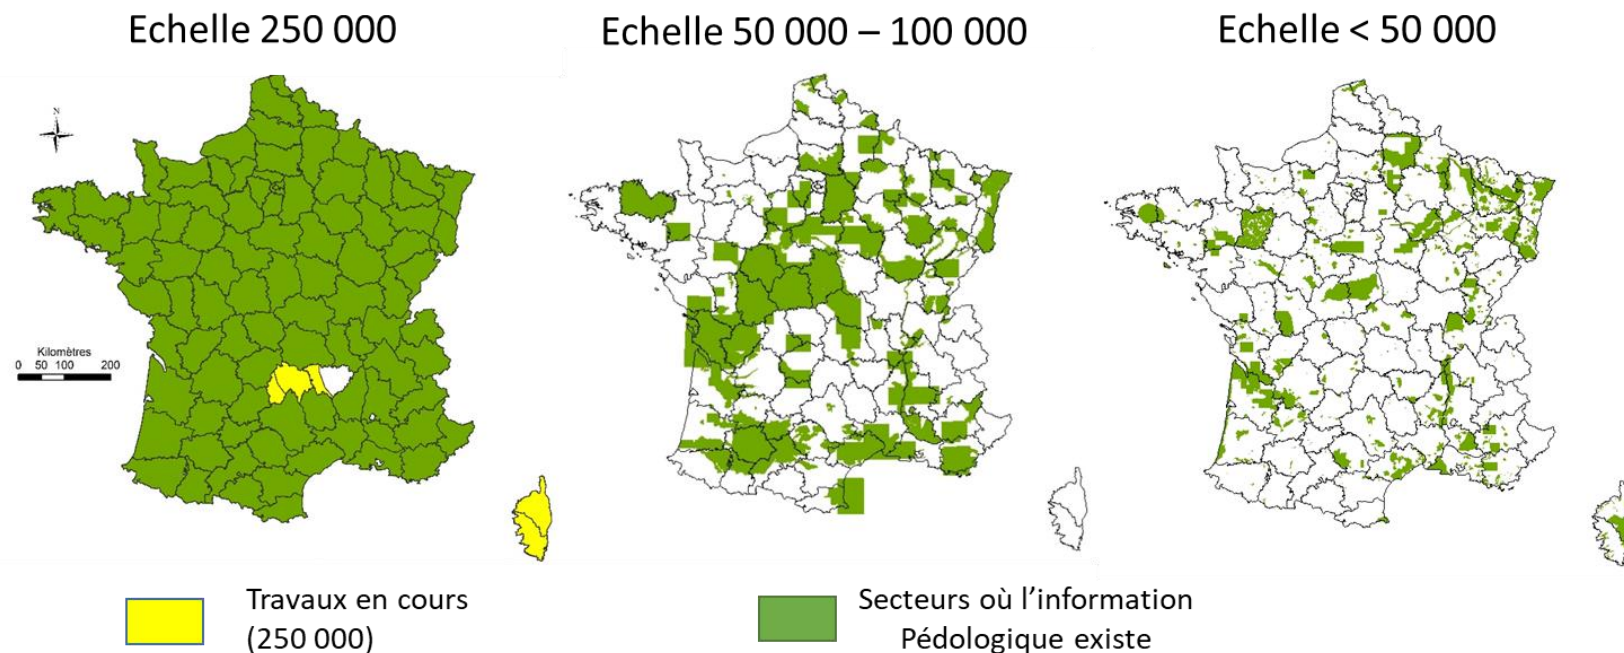 Echelle 250 000
Echelle 50 000 – 100 000
Echelle < 50 000
N
Kilomètres
0 50 100 200
Travaux en cours
(250 000)
Secteurs où l’information
Pédologique existe